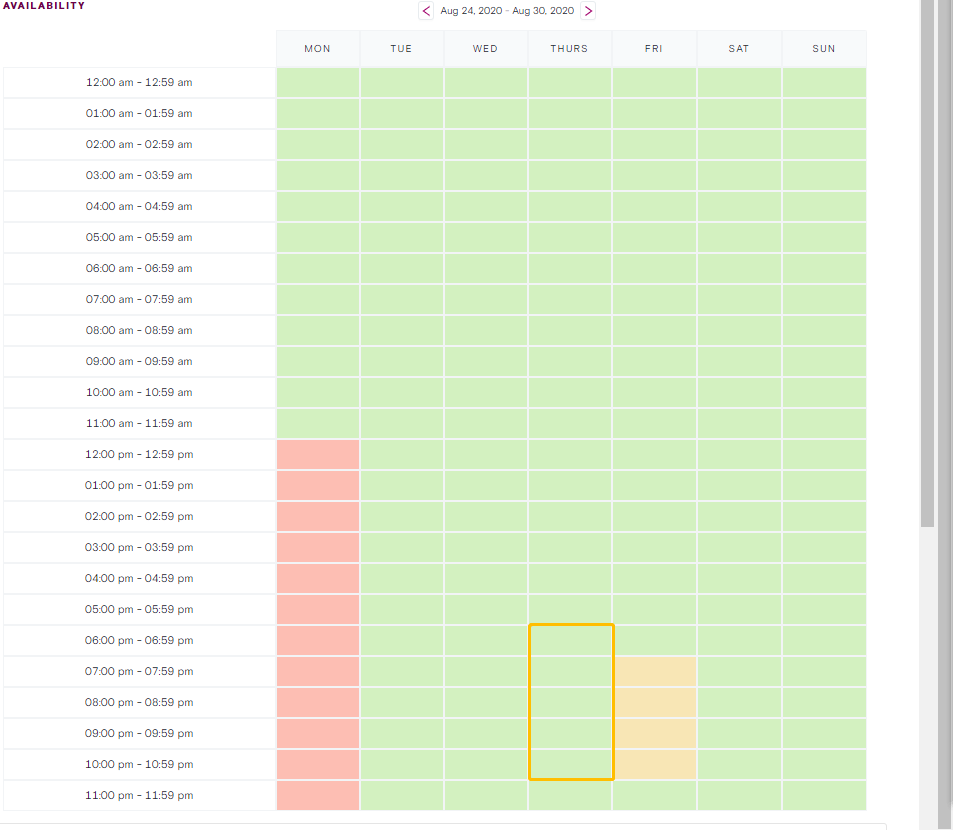 AVAILABILITY
Aug 24, 2020 - Aug 30, 2020
MON TUE WED THURS FRI SAT SUN
12:00 am - 12:59 am
01:00 am - 01:59 am
02:00 am - 02:59 am
03:00 am - 03:59 am
04:00 am - 04:59 am
05:00 am - 05:59 am
06:00 am - 06:59 am
07:00 am - 07:59 am
08:00 am - 08:59 am
09:00 am - 09:59 am
10:00 am - 10:59 am
11:00 am - 11:59 am
12:00 pm - 12:59 pm
01:00 pm - 01:59 pm
02:00 pm - 02:59 pm
03:00 pm - 03:59 pm
04:00 pm - 04:59 pm
05:00 pm - 05:59 pm
06:00 pm - 06:59 pm
07:00 pm - 07:59 pm
08:00 pm - 08:59 pm
09:00 pm - 09:59 pm
10:00 pm - 10:59 pm
11:00 pm - 11:59 pm